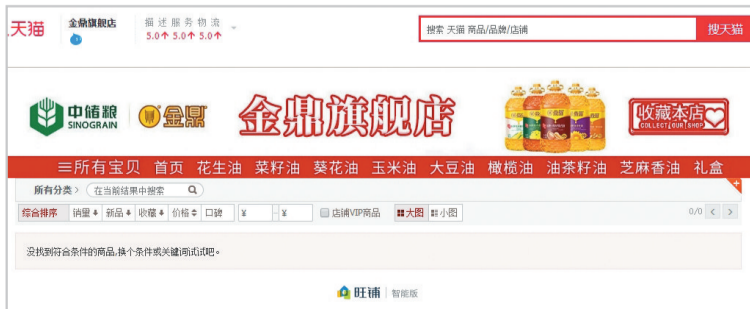 天猫 金鼎旗舰店 描述 服务 物流
5.0↑ 5.0↑ 5.0↑
搜索 天猫 商品/品牌/店铺 搜天猫
中储粮
SINOGRAIN
金鼎
金鼎旗舰店
收藏本店
COLLECT OUR SHOP
所有宝贝 首页 花生油 菜籽油 葵花油 玉米油 大豆油 橄榄油 油茶籽油 芝麻香油 礼盒
所有分类> 在当前结果中搜索
综合排序 销量 新品 收藏 价格 口碑 ¥ - ¥ 店铺VIP商品 大图 小图 0/0 < >
没找到符合条件的商品,换个条件或关键词试试吧。
旺铺 智能版